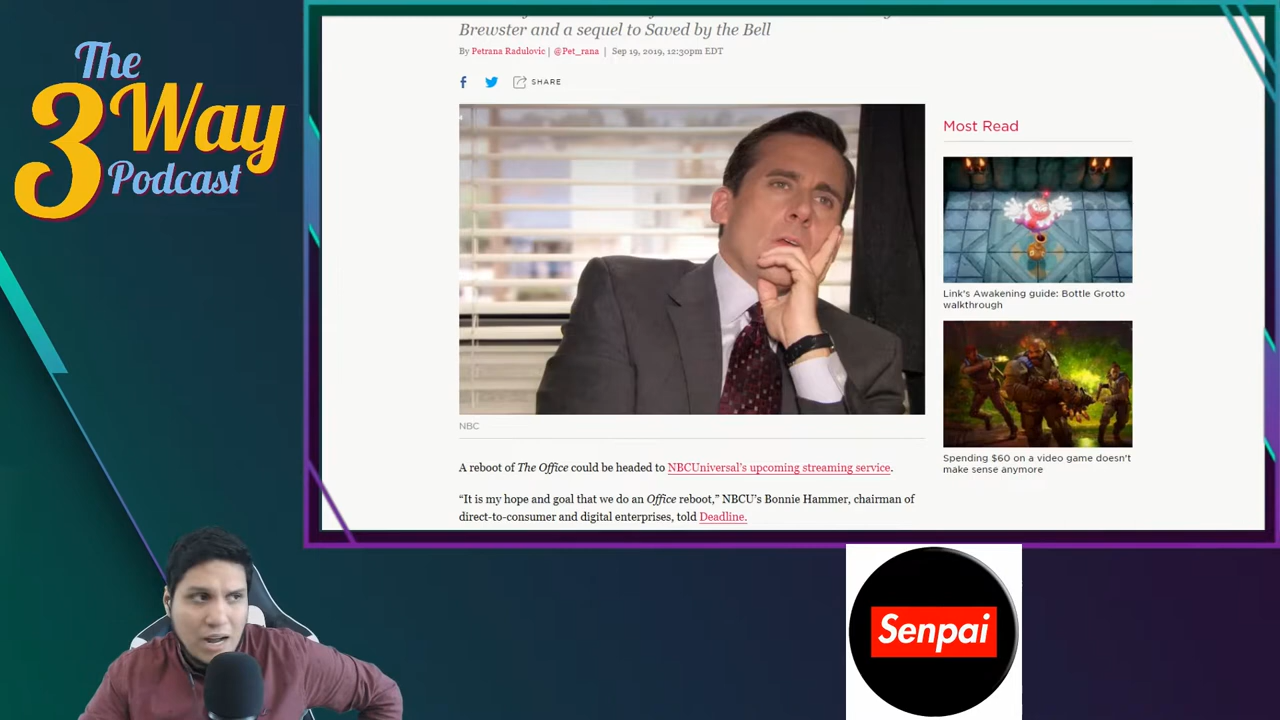 The
3Way
Podcast
Brewster and a sequel to Saved by the Bell
By Petrana Radulovic | @Pet_rana | Sep 19, 2019, 12:30pm EDT
f SHARE
Most Read
Link's Awakening guide: Bottle Grotto
walkthrough
Spending $60 on a video game doesn't
make sense anymore
NBC
A reboot of The Office could be headed to NBCUniversal's upcoming streaming service.
“It is my hope and goal that we do an Office reboot,” NBCU's Bonnie Hammer, chairman of
direct-to-consumer and digital enterprises, told Deadline.
Senpai